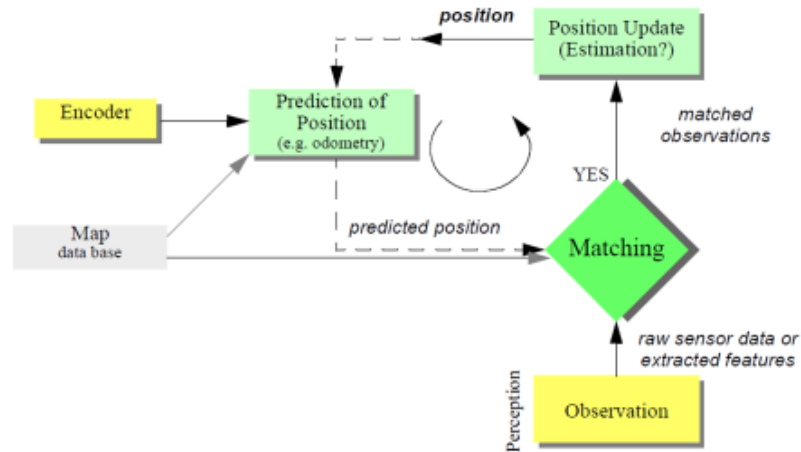 position
Position Update
(Estimation?)
Encoder
Prediction of
Position
(e.g. odometry)
matched
observations
YES
Map
data base
predicted position
Matching
raw sensor data or
extracted features
Perception
Observation